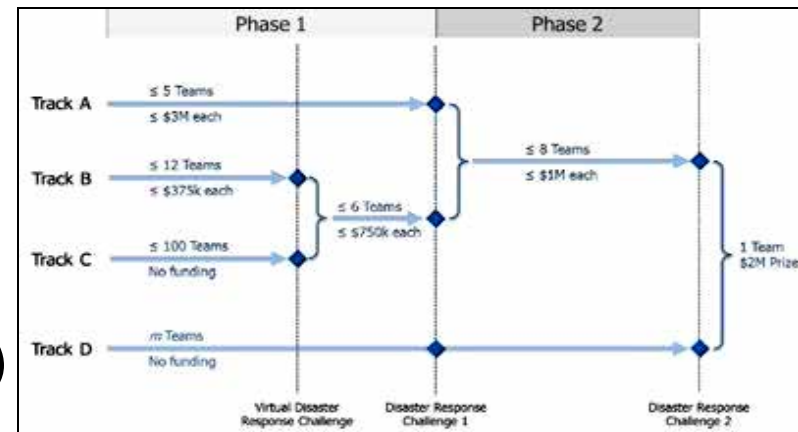 Phase 1
Phase 2
Track A
≤ 5 Teams
≤ $3M each
Track B
≤ 12 Teams
≤ $375k each
≤ 6 Teams
≤ $750k each
≤ 8 Teams
≤ $1M each
Track C
≤ 100 Teams
No funding
1 Team
$2M Prize
Track D
m Teams
No funding
Virtual Disaster
Response Challenge
Disaster Response
Challenge 1
Disaster Response
Challenge 2